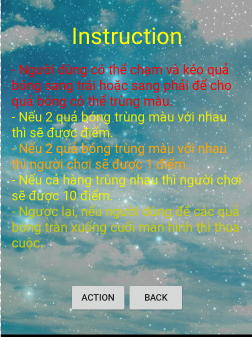 Instruction
- Người dùng có thể chạm và kéo quả
bóng sang trái hoặc sang phải để cho
quả bóng có thể trùng màu.
- Nếu 2 quả bóng trùng màu với nhau
thì sẽ được điểm.
- Nếu 2 quả bóng trùng màu với nhau
thì người chơi sẽ được 1 điểm.
- Nếu cả hàng trùng nhau thì người chơi
sẽ được 10 điểm.
- Ngược lại, nếu người dùng để các quả
bóng tràn xuống cuối màn hình thì thua
cuộc.
ACTION BACK